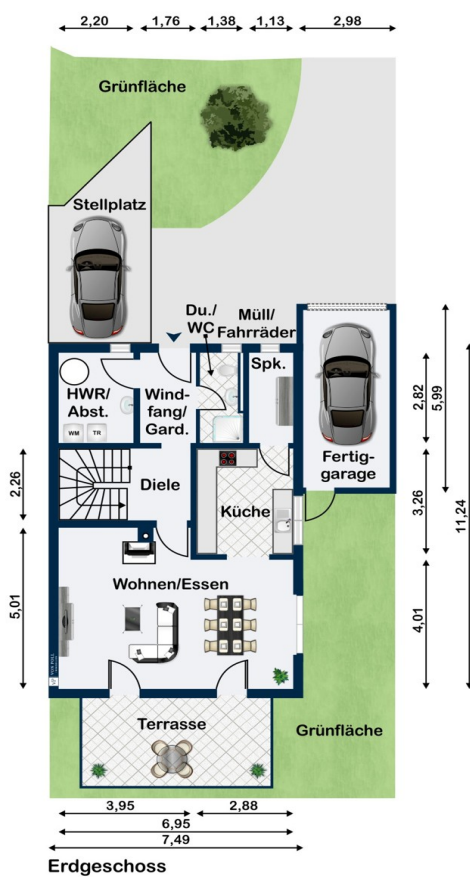 2,20 1,76 1,38 1,13 2,98
Grünfläche
Stellplatz
Du./
WC
Müll/
Fahrräder
HWR/
Abst.
WM TR
Wind-
fang/
Gard.
Spk.
Fertig-
garage
2,82
5,99
2,26
Diele
Küche
3,26
11,24
5,01
Wohnen/Essen
4,01
Terrasse
Grünfläche
3,95 2,88
6,95
7,49
Erdgeschoss